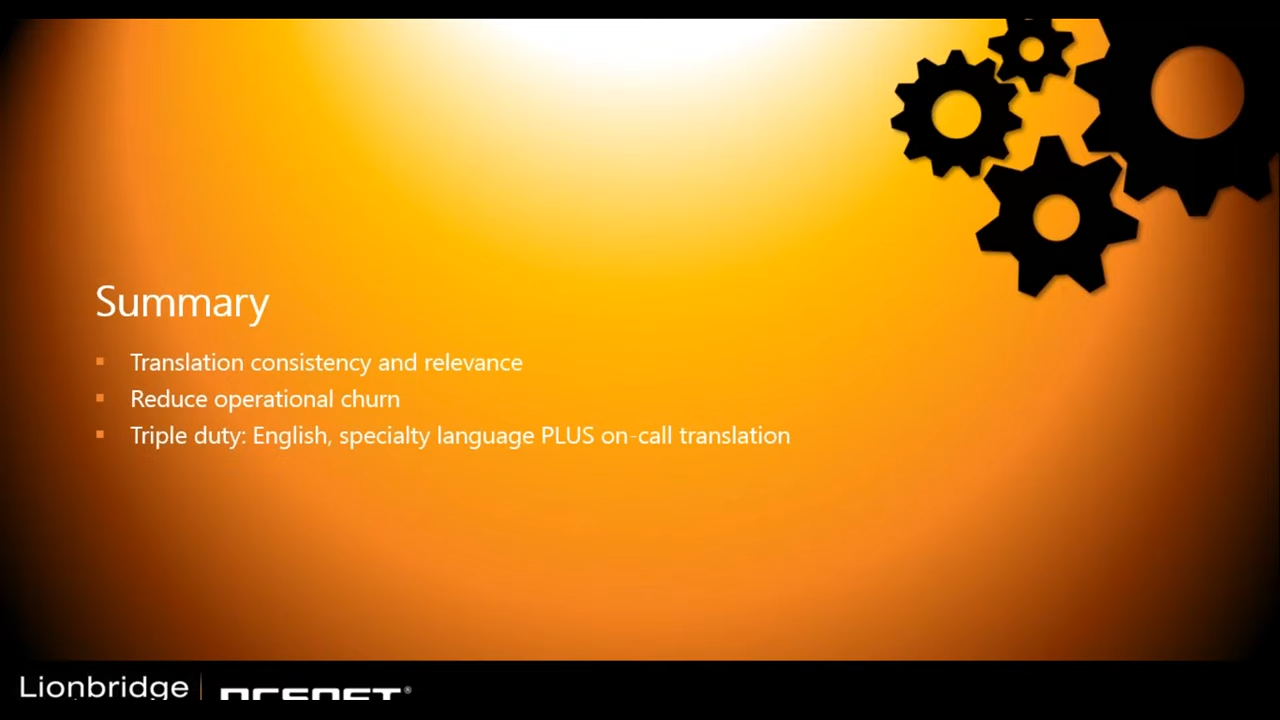 Summary
Translation consistency and relevance
Reduce operational churn
Triple duty: English, specialty language PLUS on-call translation
Lionbridge